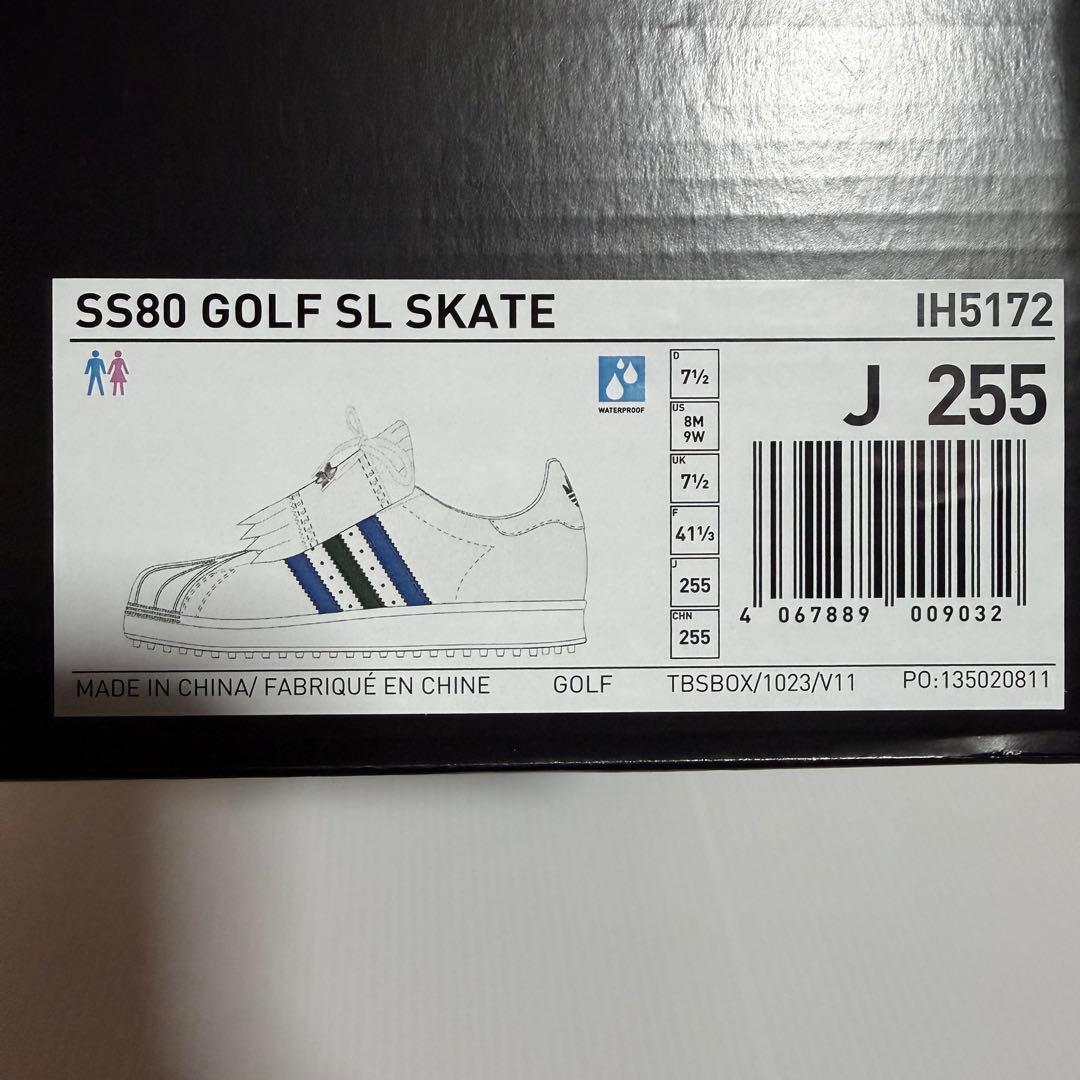 SS80 GOLF SL SKATE
IH5172
WATERPROOF
D
7½
US
8M
9W
UK
7½
F
41⅓
J
255
CHN
255
J 255
4 067889 009032
MADE IN CHINA/ FABRIQUÉ EN CHINE
GOLF
TBSBOX/1023/V11
PO:135020811